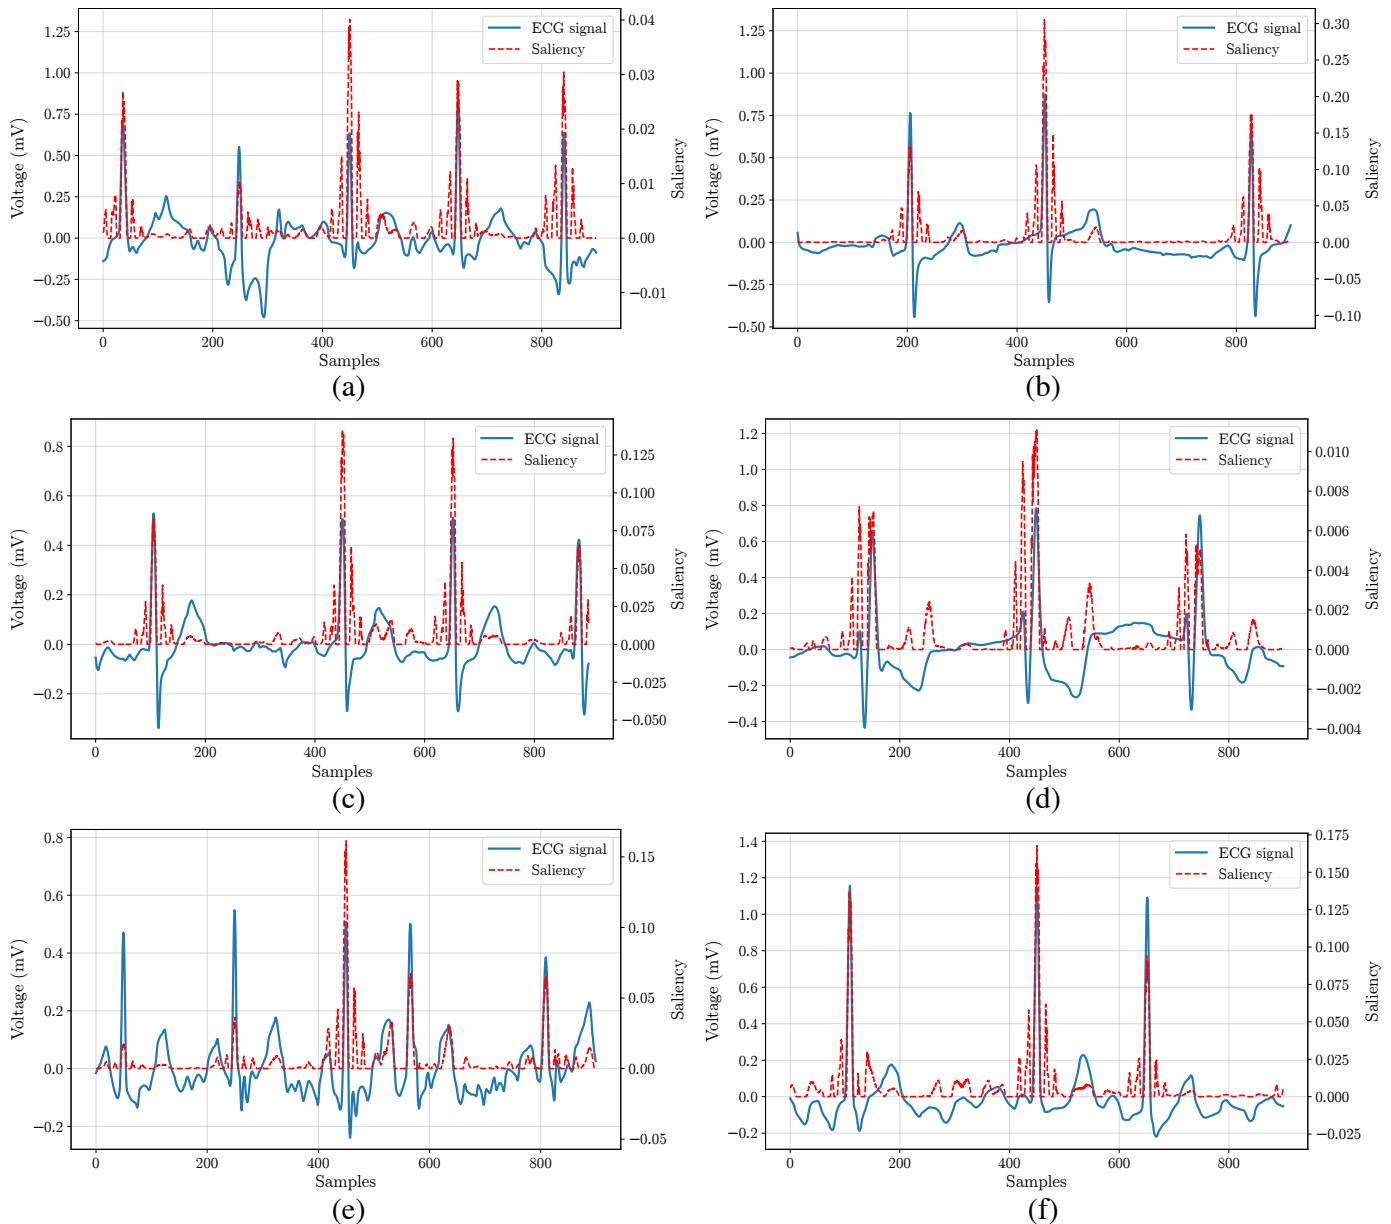 ECG signal
Saliency
1.25
1.00
0.75
0.50
0.25
0.00
−0.25
−0.50
Voltage (mV)
0.04
0.03
0.02
0.01
0.00
−0.01
Saliency
0 200 400 600 800
Samples
(a)
ECG signal
Saliency
1.25
1.00
0.75
0.50
0.25
0.00
−0.25
−0.50
Voltage (mV)
0.30
0.25
0.20
0.15
0.10
0.05
0.00
−0.05
−0.10
Saliency
0 200 400 600 800
Samples
(b)
ECG signal
Saliency
0.8
0.6
0.4
0.2
0.0
−0.2
Voltage (mV)
0.125
0.100
0.075
0.050
0.025
0.000
−0.025
−0.050
Saliency
0 200 400 600 800
Samples
(c)
ECG signal
Saliency
1.2
1.0
0.8
0.6
0.4
0.2
0.0
−0.2
−0.4
Voltage (mV)
0.010
0.008
0.006
0.004
0.002
0.000
−0.002
−0.004
Saliency
0 200 400 600 800
Samples
(d)
ECG signal
Saliency
0.8
0.6
0.4
0.2
0.0
−0.2
Voltage (mV)
0.15
0.10
0.05
0.00
−0.05
Saliency
0 200 400 600 800
Samples
(e)
ECG signal
Saliency
1.4
1.2
1.0
0.8
0.6
0.4
0.2
0.0
−0.2
Voltage (mV)
0.175
0.150
0.125
0.100
0.075
0.050
0.025
0.000
−0.025
Saliency
0 200 400 600 800
Samples
(f)